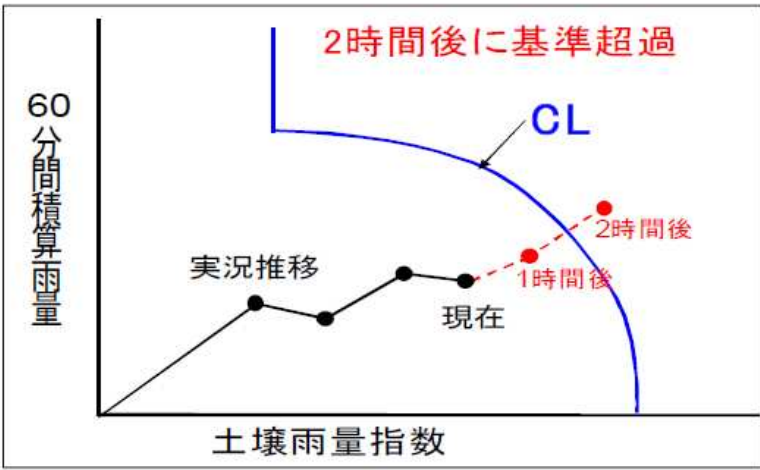 2時間後に基準超過
60分間積算雨量
CL
2時間後
1時間後
実況推移
現在
土壌雨量指数